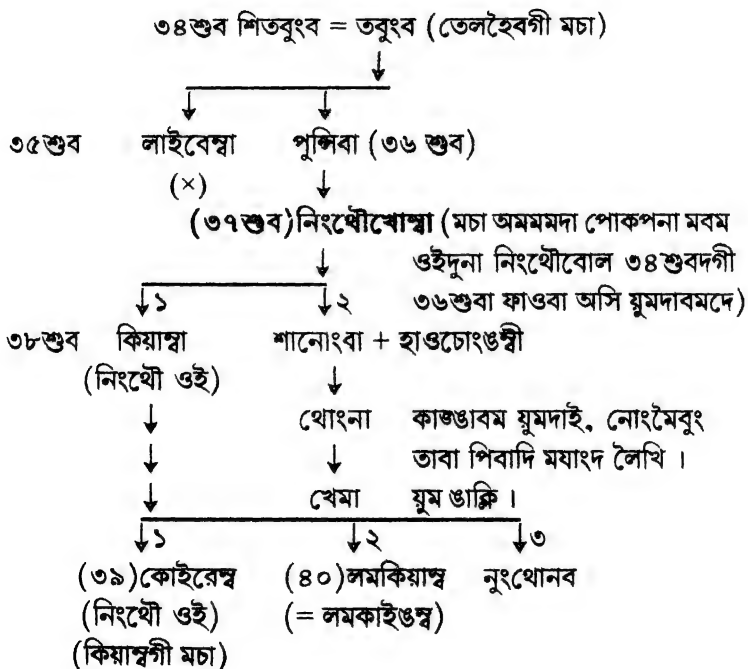 ৩৪শুব শিতবুংব = তবুংব (তেলহৈবগী মচা)
৩৫শুব লাইবেম্বা পুন্সিবা (৩৬ শুব)
(×)
(৩৭শুব)নিংথৌখোম্বা (মচা অমমমদা পোকপনা মবম
ওইদুনা নিংথৌবোল ৩৪শুবদগী
১ ২ ৩৬শুবা ফাওবা অসি য়ুমদাবমদে)
৩৮শুব কিয়াম্বা শানোংবা + হাওচোংঙম্বী
(নিংথৌ ওই)
থোংনা কাঙঙাবম য়ুমদাই, নোংমৈবুং
তাবা পিবাদি মযাংদ লৈখি ।
খেমা য়ুম ঙাক্লি ।
১ ২ ৩
(৩৯)কোইরেম্ব (৪০)লমকিয়াম্ব নুংথোনব
(নিংথৌ ওই) (= লমকাইঙম্ব)
(কিয়াম্বগী মচা)